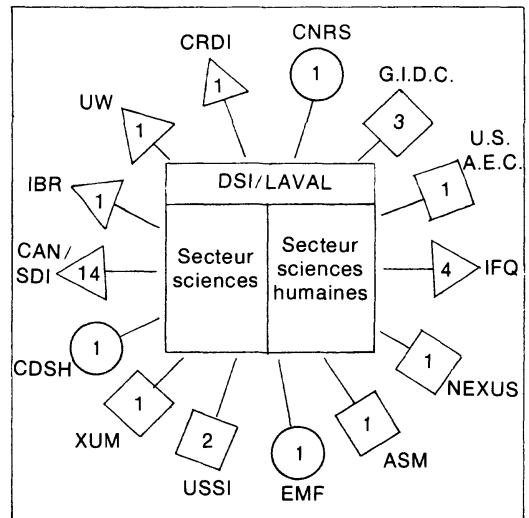 CNRS
1
CRDI
1
G.I.D.C.
3
UW
1
U.S.
A.E.C.
1
DSI/LAVAL
IBR
1
Secteur
sciences
Secteur
sciences
humaines
CAN/
SDI
14
4
IFQ
CDSH
1
1
NEXUS
XUM
1
2
USSI
1
EMF
1
ASM